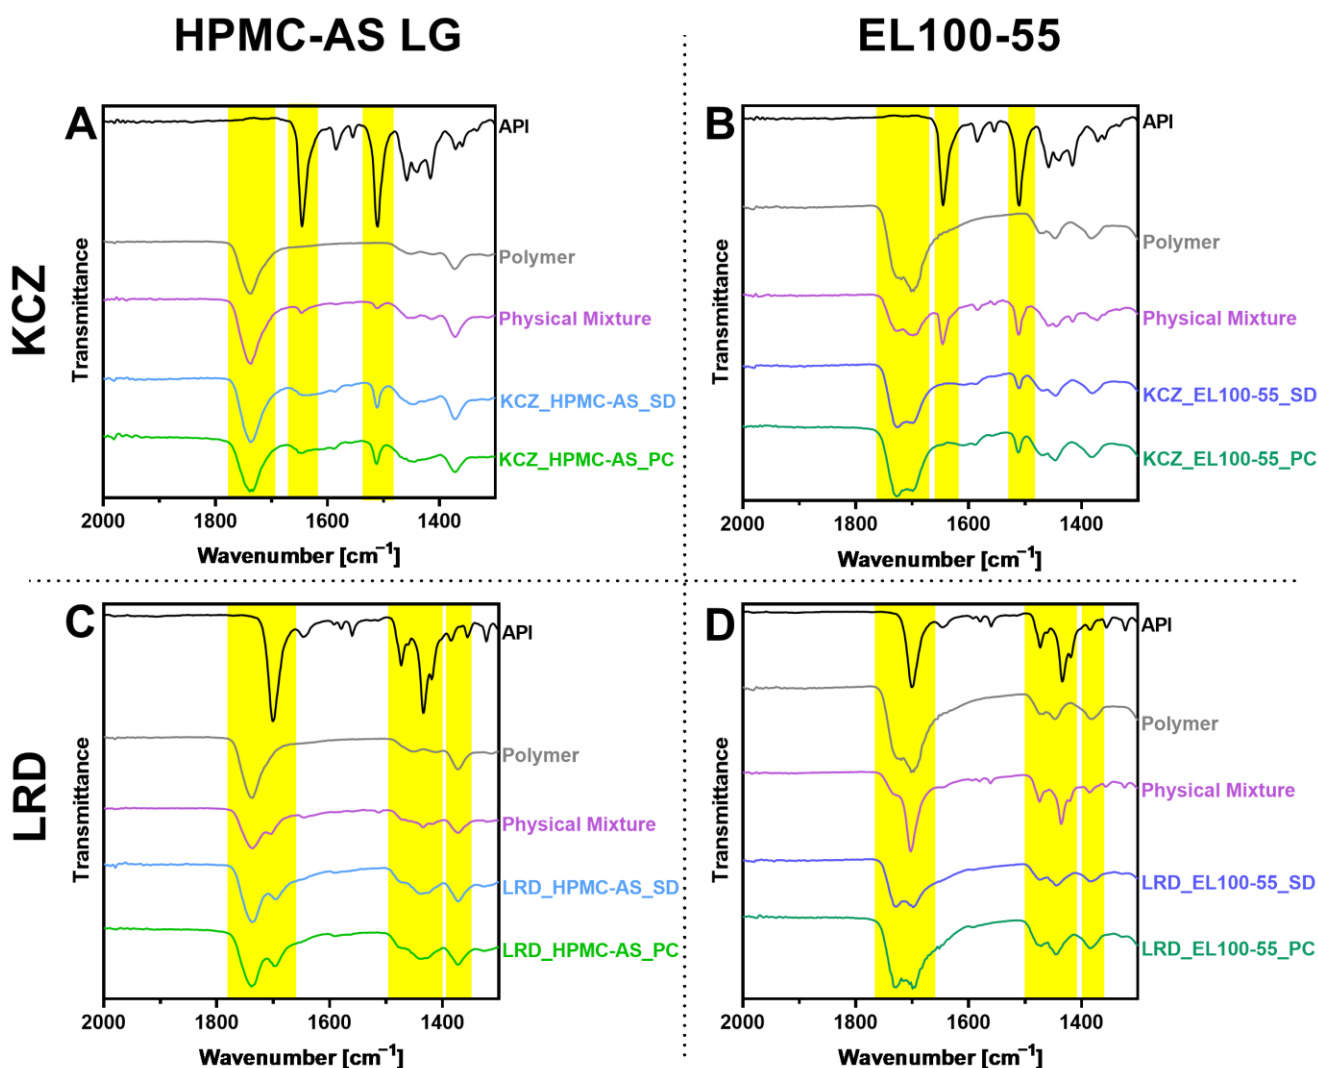 HPMC-AS LG
EL100-55
KCZ
A
API
Polymer
Physical Mixture
KCZ_HPMC-AS_SD
KCZ_HPMC-AS_PC
Transmittance
2000 1800 1600 1400
Wavenumber [cm⁻¹]
B
API
Polymer
Physical Mixture
KCZ_EL100-55_SD
KCZ_EL100-55_PC
Transmittance
2000 1800 1600 1400
Wavenumber [cm⁻¹]
LRD
C
API
Polymer
Physical Mixture
LRD_HPMC-AS_SD
LRD_HPMC-AS_PC
Transmittance
2000 1800 1600 1400
Wavenumber [cm⁻¹]
D
API
Polymer
Physical Mixture
LRD_EL100-55_SD
LRD_EL100-55_PC
Transmittance
2000 1800 1600 1400
Wavenumber [cm⁻¹]